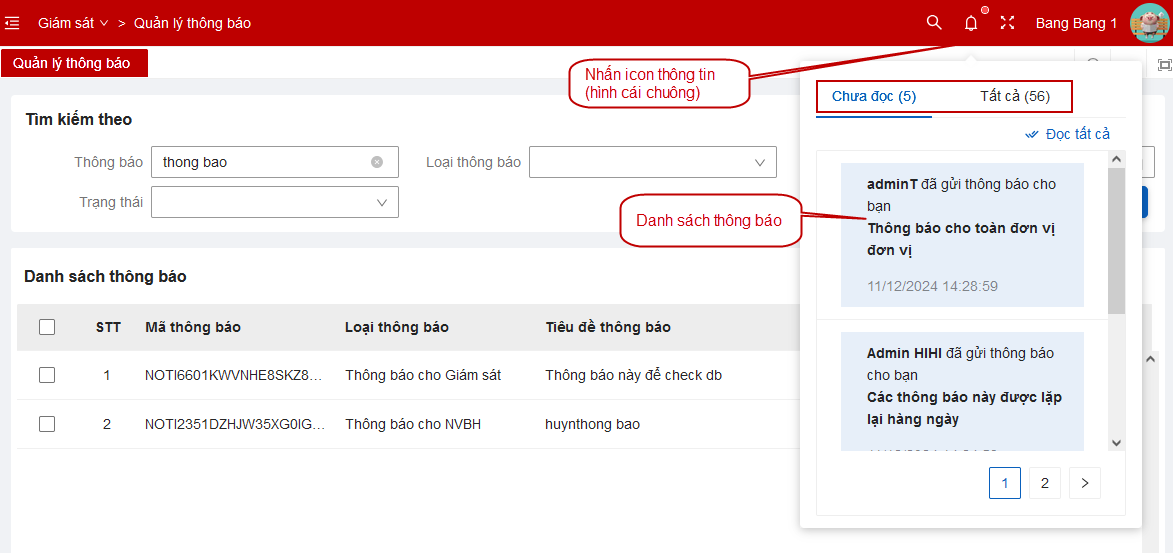 Giám sát > Quản lý thông báo
Bang Bang 1
Quản lý thông báo
Nhấn icon thông tin
(hình cái chuông)
Chưa đọc (5)
Tất cả (56)
Đọc tất cả
Tìm kiếm theo
Thông báo
thong bao
Loại thông báo
Trạng thái
adminT đã gửi thông báo cho
bạn
Thông báo cho toàn đơn vị
đơn vị
11/12/2024 14:28:59
Danh sách thông báo
Danh sách thông báo
STT
Mã thông báo
Loại thông báo
Tiêu đề thông báo
1
NOTI6601KWVNHE8SKZ8...
Thông báo cho Giám sát
Thông báo này để check db
2
NOTI2351DZHJW35XG0IG...
Thông báo cho NVBH
huynthong bao
Admin HIHI đã gửi thông báo
cho bạn
Các thông báo này được lặp
lại hàng ngày
1
2